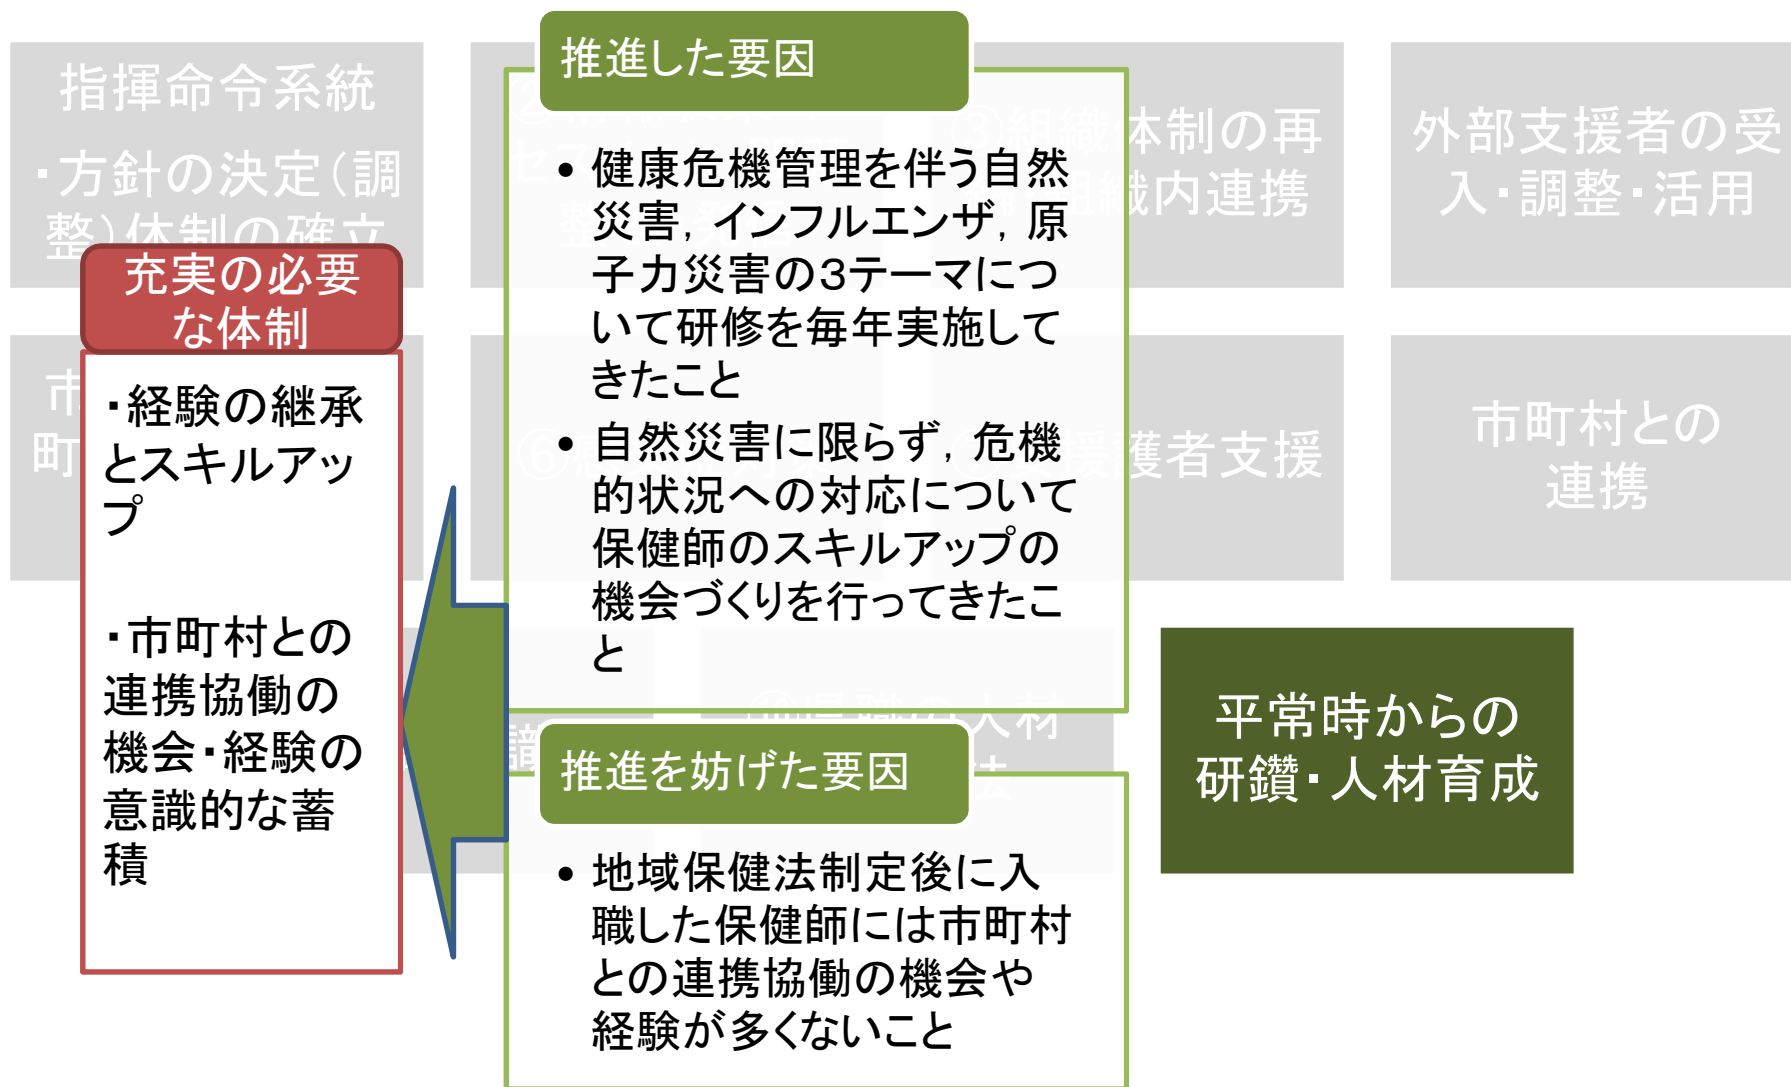 指揮命令系統
・方針の決定(調
整)体制の確立
推進した要因
③組織体制の再
組織内連携
外部支援者の受
入・調整・活用
• 健康危機管理を伴う自然
災害，インフルエンザ，原
子力災害の３テーマにつ
いて研修を毎年実施して
きたこと
• 自然災害に限らず，危機
的状況への対応について
保健師のスキルアップの
機会づくりを行ってきたこ
と
充実の必要
な体制
・経験の継承
とスキルアッ
プ
・市町村との
連携協働の
機会・経験の
意識的な蓄
積
援護者支援
市町村との
連携
推進を妨げた要因
• 地域保健法制定後に入
職した保健師には市町村
との連携協働の機会や
経験が多くないこと
平常時からの
研鑽・人材育成